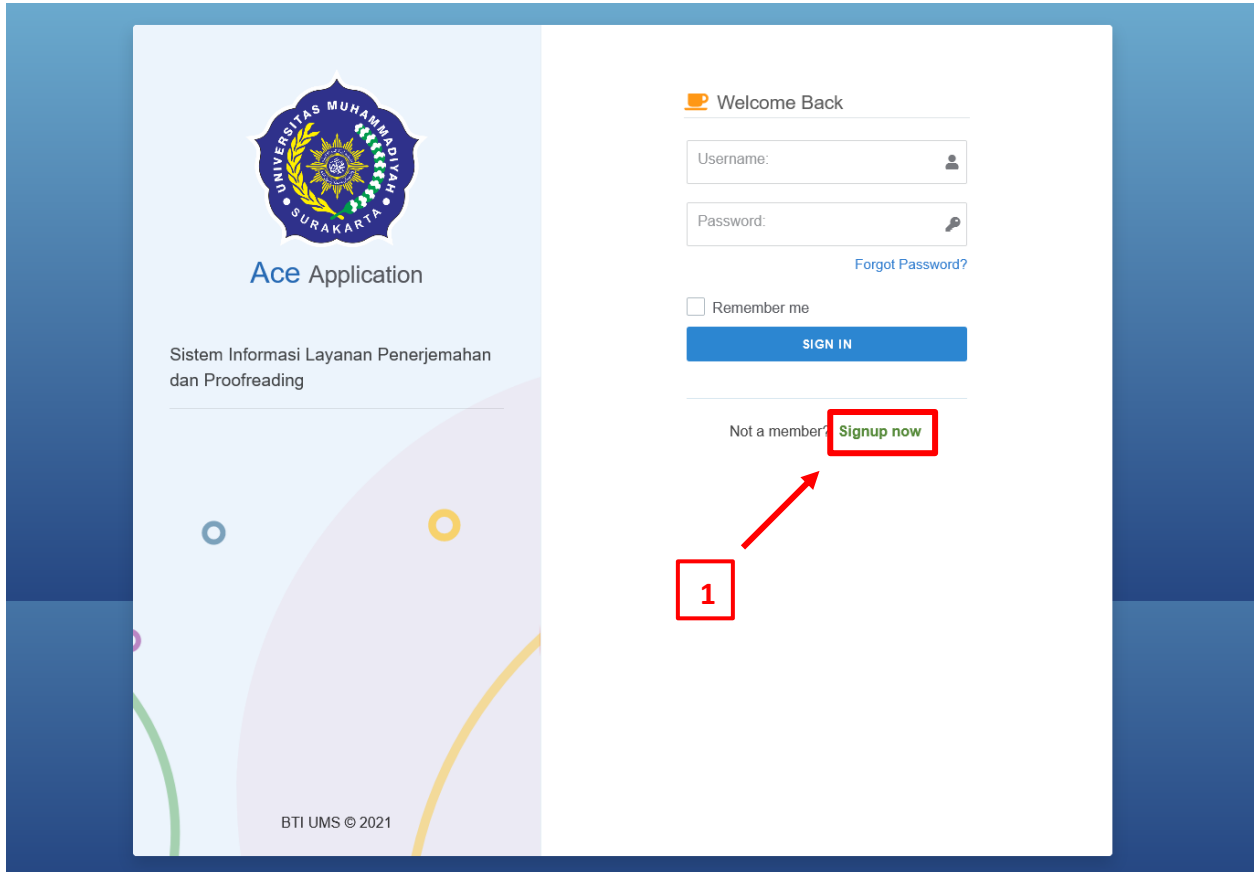 UNIVERSITAS MUHAMMADIYAH
SURAKARTA
Ace Application
Sistem Informasi Layanan Penerjemahan
dan Proofreading
BTI UMS © 2021
Welcome Back
Username:
Password:
Forgot Password?
Remember me
SIGN IN
Not a member? Signup now
1